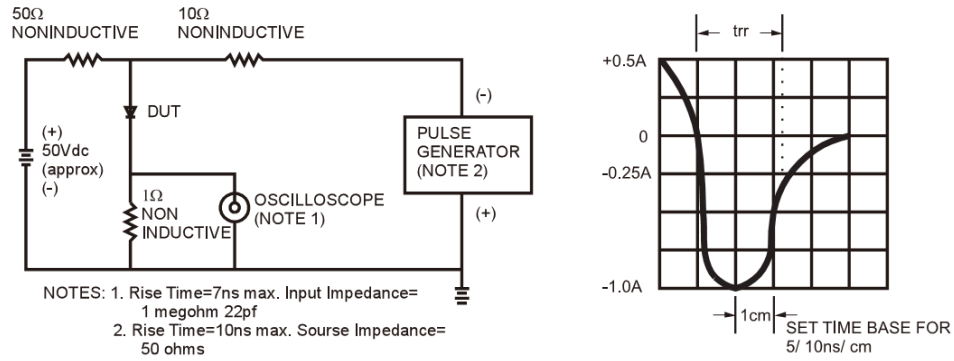 50Ω
NONINDUCTIVE
10Ω
NONINDUCTIVE
DUT
(+)
50Vdc
(approx)
(-)
1Ω
NON
INDUCTIVE
OSCILLOSCOPE
(NOTE 1)
(-)
PULSE
GENERATOR
(NOTE 2)
(+)
NOTES: 1. Rise Time=7ns max. Input Impedance=
1 megohm 22pf
2. Rise Time=10ns max. Sourse Impedance=
50 ohms
trr
+0.5A
0
-0.25A
-1.0A
1cm
SET TIME BASE FOR
5/ 10ns/ cm